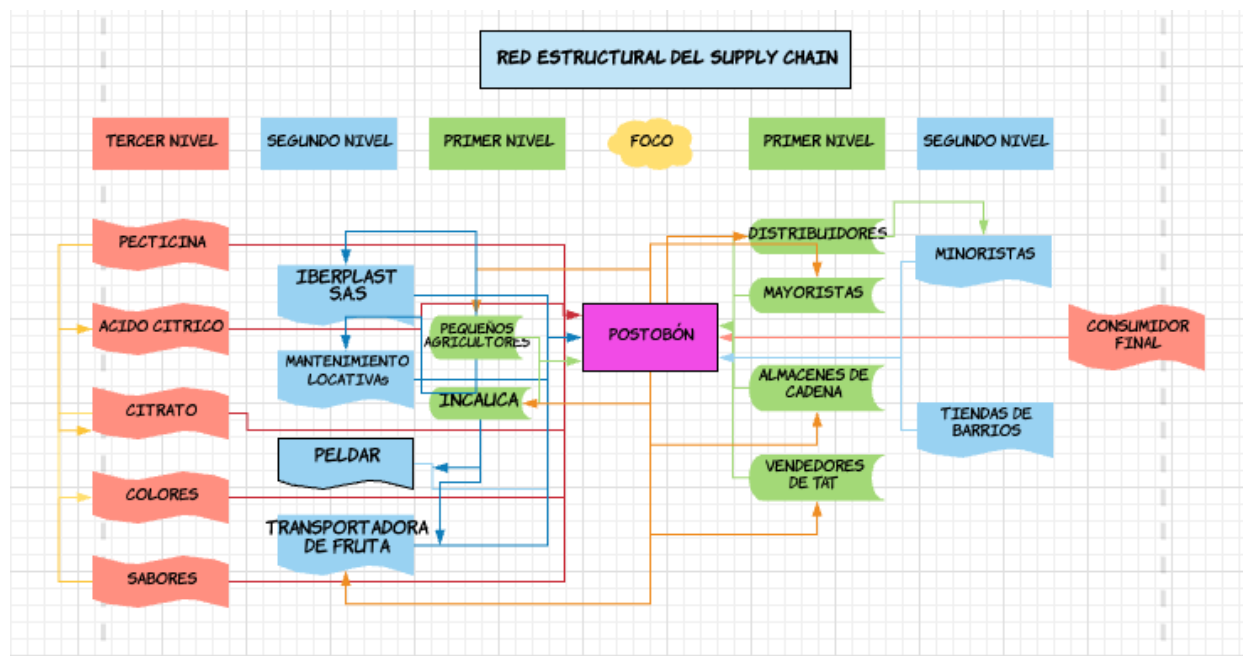 RED ESTRUCTURAL DEL SUPPLY CHAIN
TERCER NIVEL
SEGUNDO NIVEL
PRIMER NIVEL
FOCO
PRIMER NIVEL
SEGUNDO NIVEL
PECTICINA
ACIDO CITRICO
CITRATO
COLORES
SABORES
IBERPLAST
S.A.S
MANTENIMIENTO
LOCATIVAs
PELDAR
TRANSPORTADORA
DE FRUTA
PEQUEÑOS
AGRICULTORES
INCAUCA
POSTOBÓN
DISTRIBUIDORES
MAYORISTAS
ALMACENES DE
CADENA
VENDEDORES
DE TAT
MINORISTAS
TIENDAS DE
BARRIOS
CONSUMIDOR
FINAL